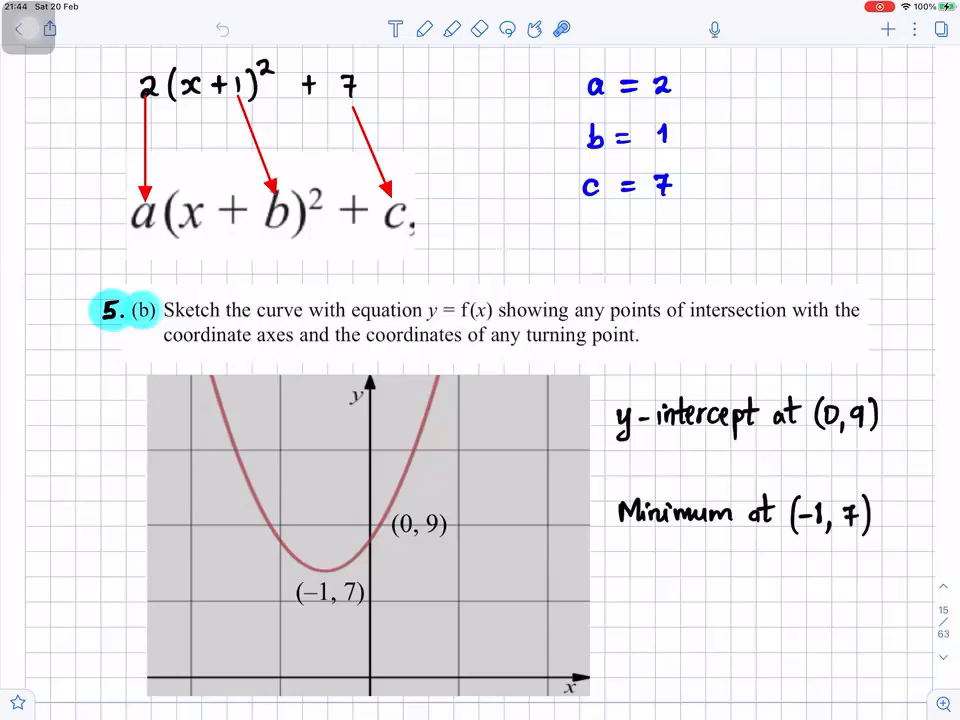 21:44 Sat 20 Feb
100%
2(x+1)² + 7
a = 2
b = 1
c = 7
a(x + b)² + c,
5. (b) Sketch the curve with equation y = f(x) showing any points of intersection with the
coordinate axes and the coordinates of any turning point.
y
(0, 9)
(–1, 7)
x
y-intercept at (0,9)
Minimum at (-1, 7)
15
/
63